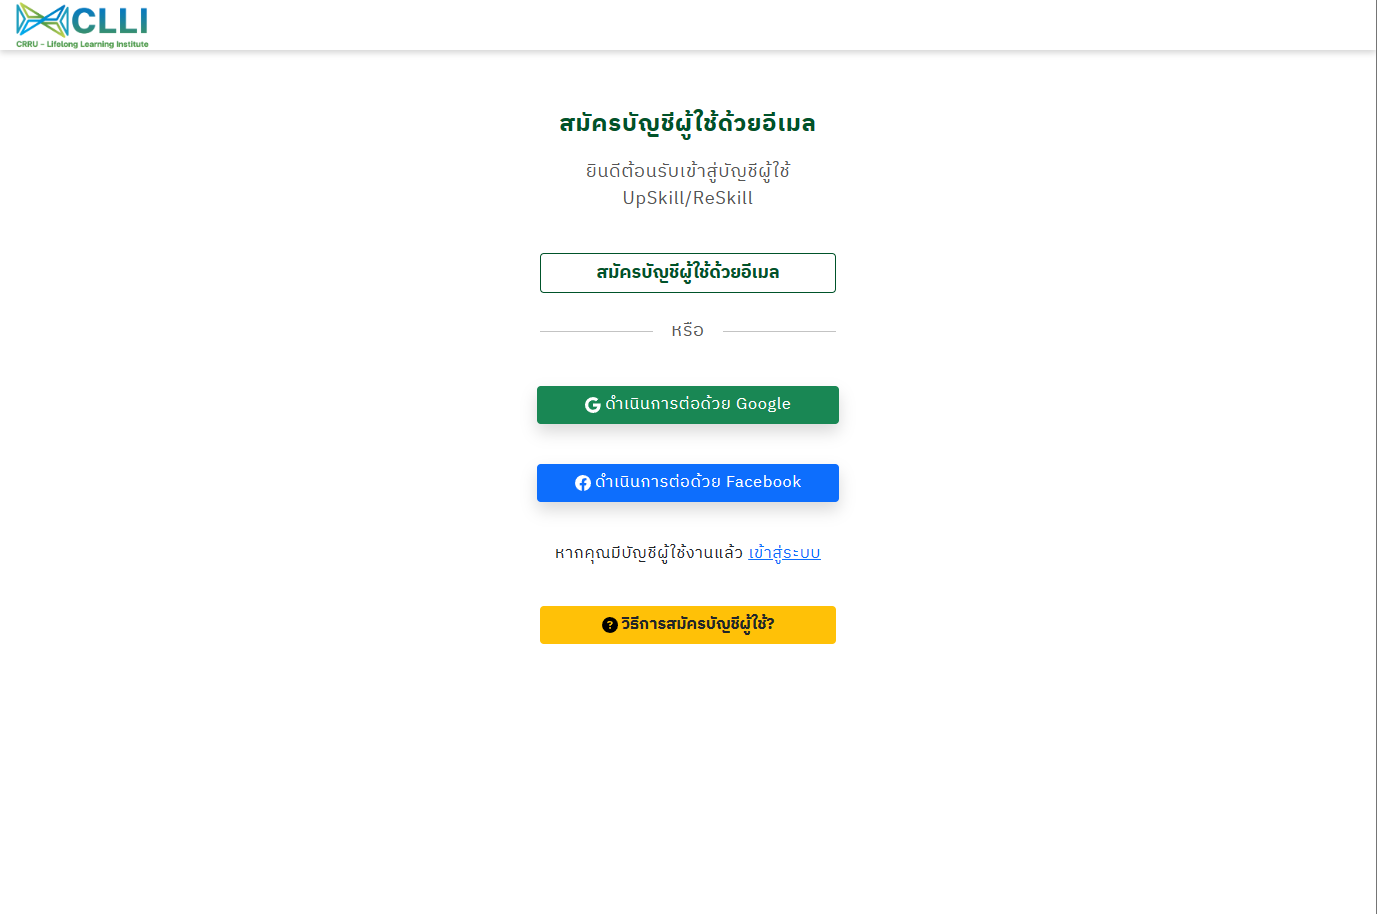 CLLI
CRRU - Lifelong Learning Institute
สมัครบัญชีผู้ใช้ด้วยอีเมล
ยินดีต้อนรับเข้าสู่บัญชีผู้ใช้
UpSkill/ReSkill
สมัครบัญชีผู้ใช้ด้วยอีเมล
หรือ
ดำเนินการต่อด้วย Google
ดำเนินการต่อด้วย Facebook
หากคุณมีบัญชีผู้ใช้งานแล้ว เข้าสู่ระบบ
วิธีการสมัครบัญชีผู้ใช้?